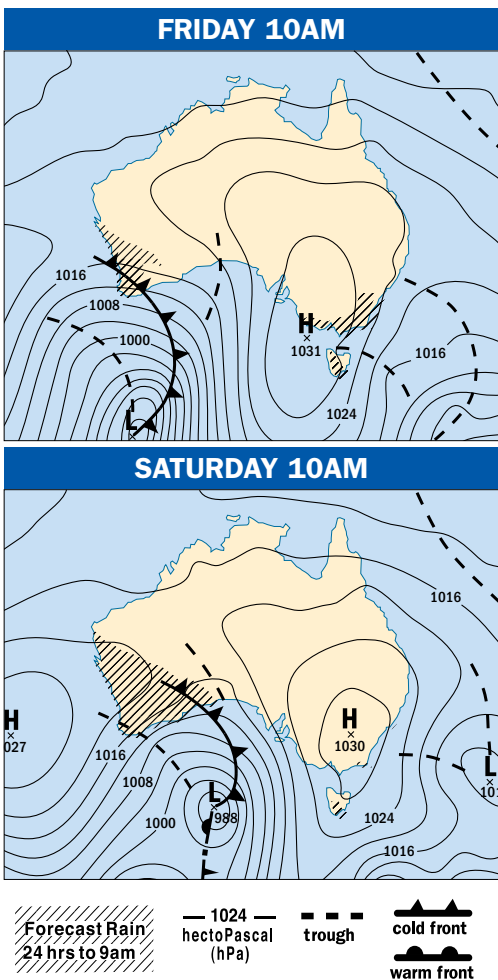 FRIDAY 10AM
1016
1008
1000
H
1031
1016
L
1024
SATURDAY 10AM
1016
H
1027
H
1030
1016
1008
L
1000
988
1024
L
1016
1024
hectoPascal
(hPa)
Forecast Rain
24 hrs to 9am
trough
cold front
warm front